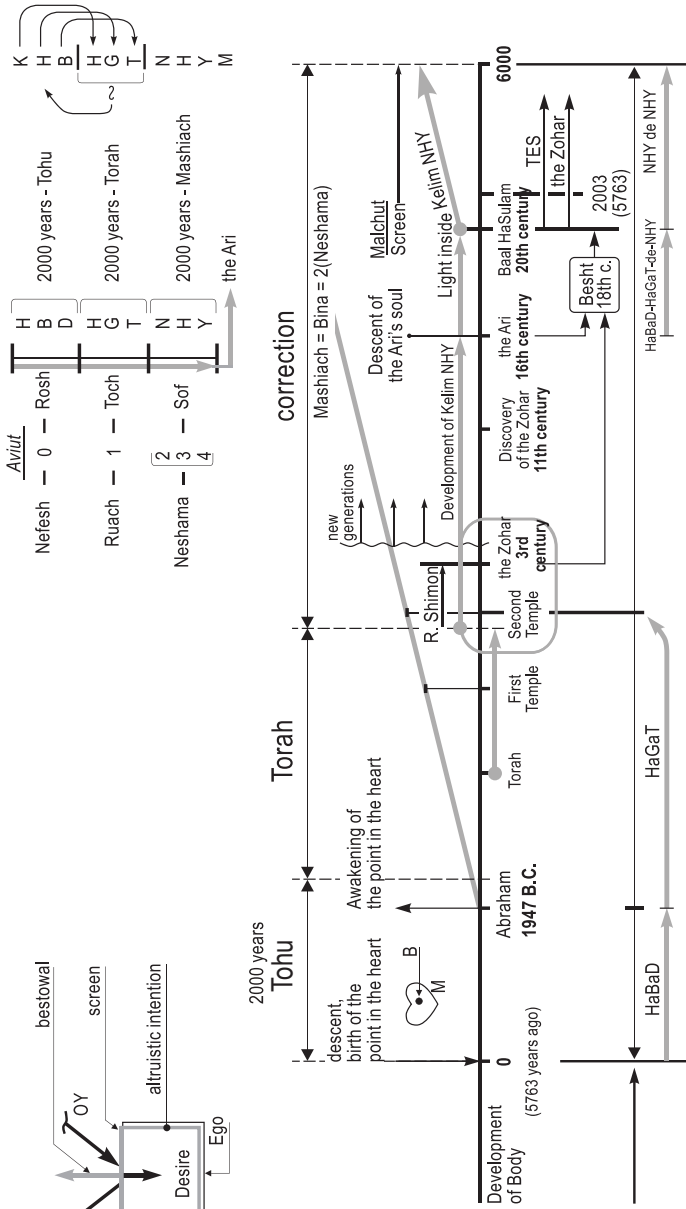 bestowal
OY
screen
altruistic intention
Desire
Ego
Aviut
Nefesh — 0 — Rosh
Ruach — 1 — Toch
Neshama — 2 3 4 — Sof
H
B
D
H
G
T
N
H
Y
2000 years - Tohu
2000 years - Torah
2000 years - Mashiach
the Ari
K
H
B
H
G
T
N
H
Y
M
2000 years
Tohu
Torah
correction
descent,
birth of the
point in the heart
Awakening of
the point in the heart
B
M
Mashiach = Bina = 2(Neshama)
new
generations
R. Shimon
Development of Kelim NHY
Descent of
the Ari's soul
Light inside Kelim NHY
Malchut
Screen
Development
of Body
0
(5763 years ago)
Abraham
1947 B.C.
Torah
First
Temple
Second
Temple
the Zohar
3rd
century
Discovery
of the Zohar
11th century
the Ari
16th century
Baal HaSulam
20th century
6000
TES
the Zohar
2003
(5763)
Besht
18th c.
HaBaD
HaGaT
HaBaD-HaGaT-de-NHY
NHY de NHY